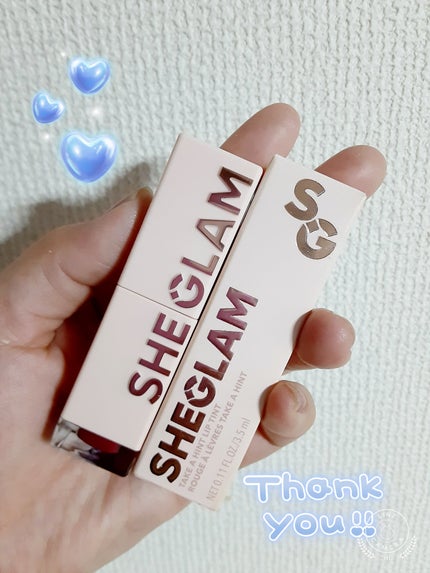 SHEGLAM
SG
SHEGLAM
TAKE A HINT LIP TINT
ROUGE À LÈVRES TAKE A HINT
NET 0.11 FL.OZ./3.5 ml
Thank
you!!